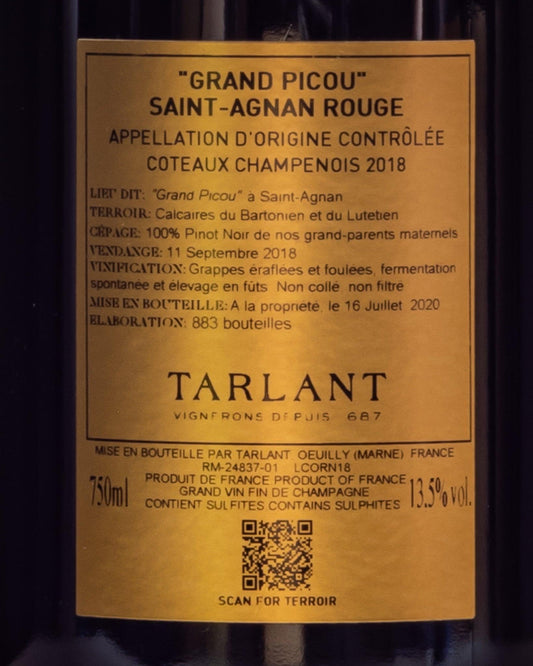 "GRAND PICOU"
SAINT-AGNAN ROUGE
APPELLATION D'ORIGINE CONTRÔLÉE
COTEAUX CHAMPENOIS 2018
LIEU DIT: "Grand Picou" à Saint-Agnan
TERROIR: Calcaires du Bartonien et du Lutetien
CÉPAGE: 100% Pinot Noir de nos grand-parents maternels
VENDANGE: 11 Septembre 2018
VINIFICATION: Grappes éraflées et foulées, fermentation
spontanée et élevage en fûts Non collé non filtré
MISE EN BOUTEILLE: A la propriété, le 16 Juillet 2020
ELABORATION: 883 bouteilles
TARLANT
VIGNERONS DEPUIS 687
MISE EN BOUTEILLE PAR TARLANT OEUILLY (MARNE) FRANCE
RM-24837-01 LCORN18
750ml
PRODUIT DE FRANCE PRODUCT OF FRANCE
GRAND VIN FIN DE CHAMPAGNE
CONTIENT SULFITES CONTAINS SULPHITES
13.5% vol.
SCAN FOR TERROIR